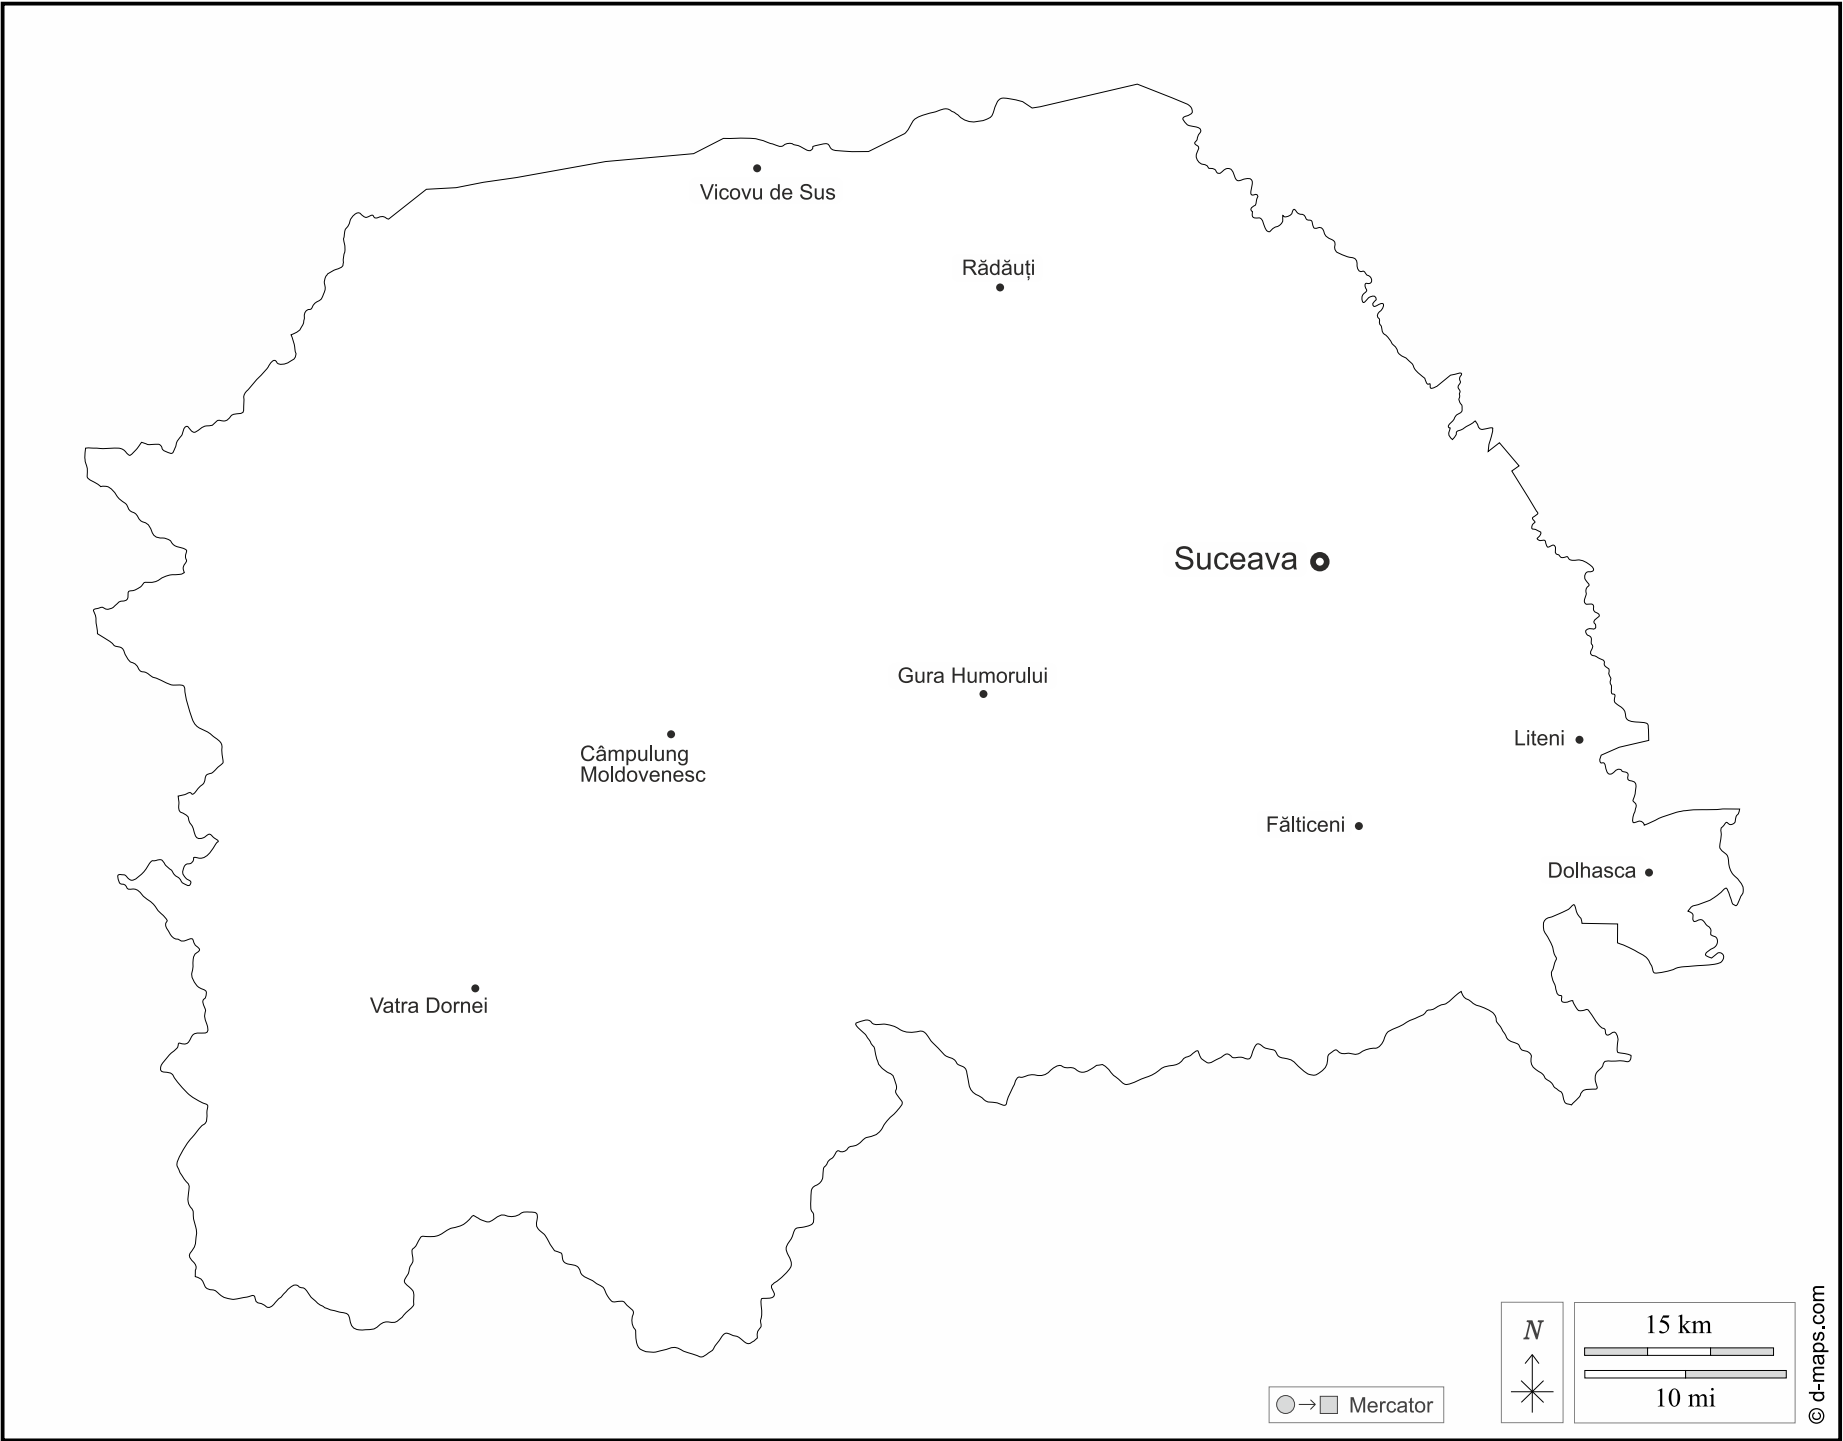 Vicovu de Sus
Rădăuți
Suceava
Gura Humorului
Câmpulung
Moldovenesc
Liteni
Fălticeni
Dolhasca
Vatra Dornei
N
15 km
10 mi
Mercator
© d-maps.com